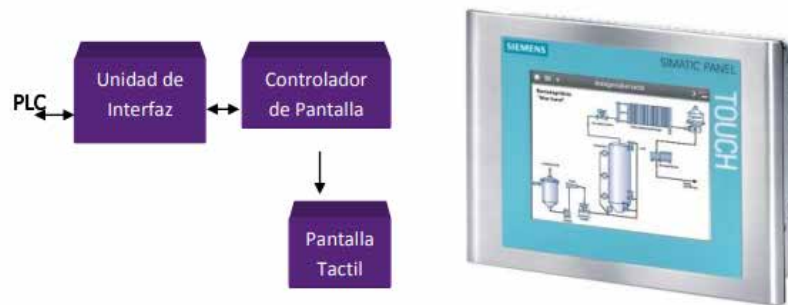 PLC
Unidad de
Interfaz
Controlador
de Pantalla
Pantalla
Tactil
SIEMENS
SIMATIC PANEL
TOUCH